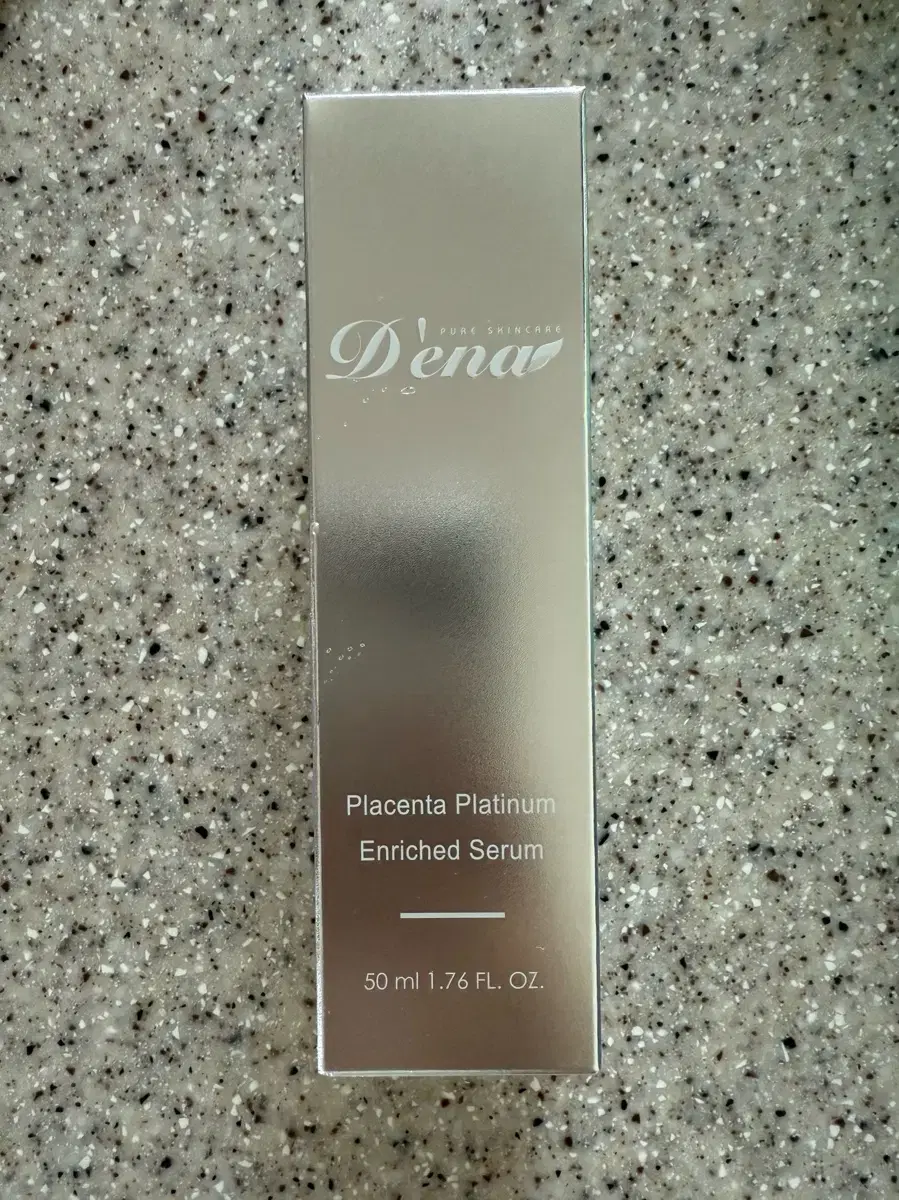 PURE SKINCARE
D'ena
Placenta Platinum
Enriched Serum
50 ml 1.76 FL. OZ.